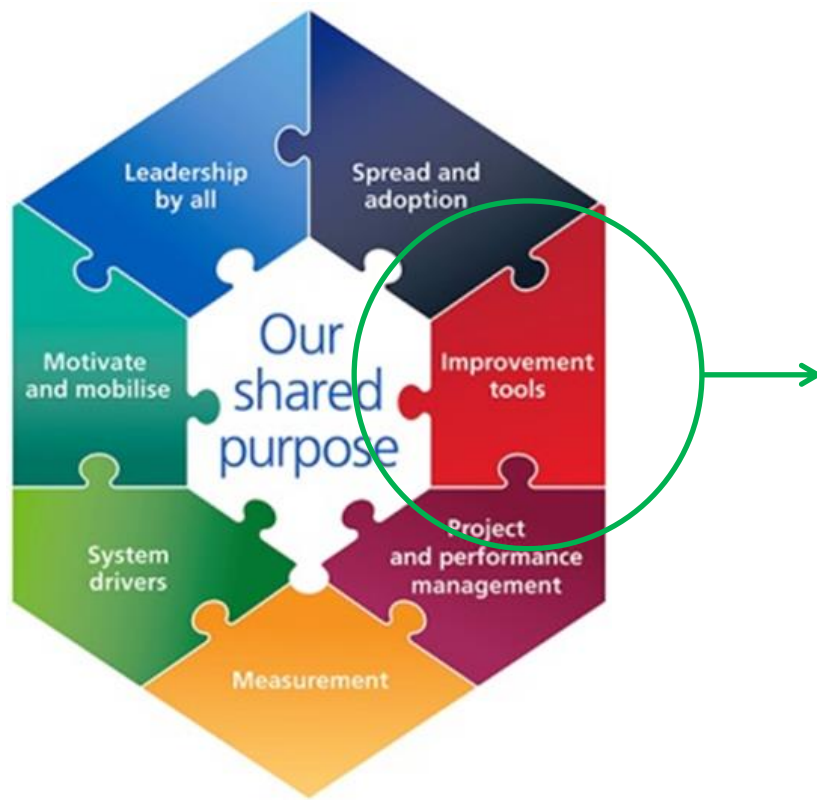 Leadership
by all
Spread and
adoption
Motivate
and mobilise
Our
shared
purpose
Improvement
tools
System
drivers
Project
and performance
management
Measurement